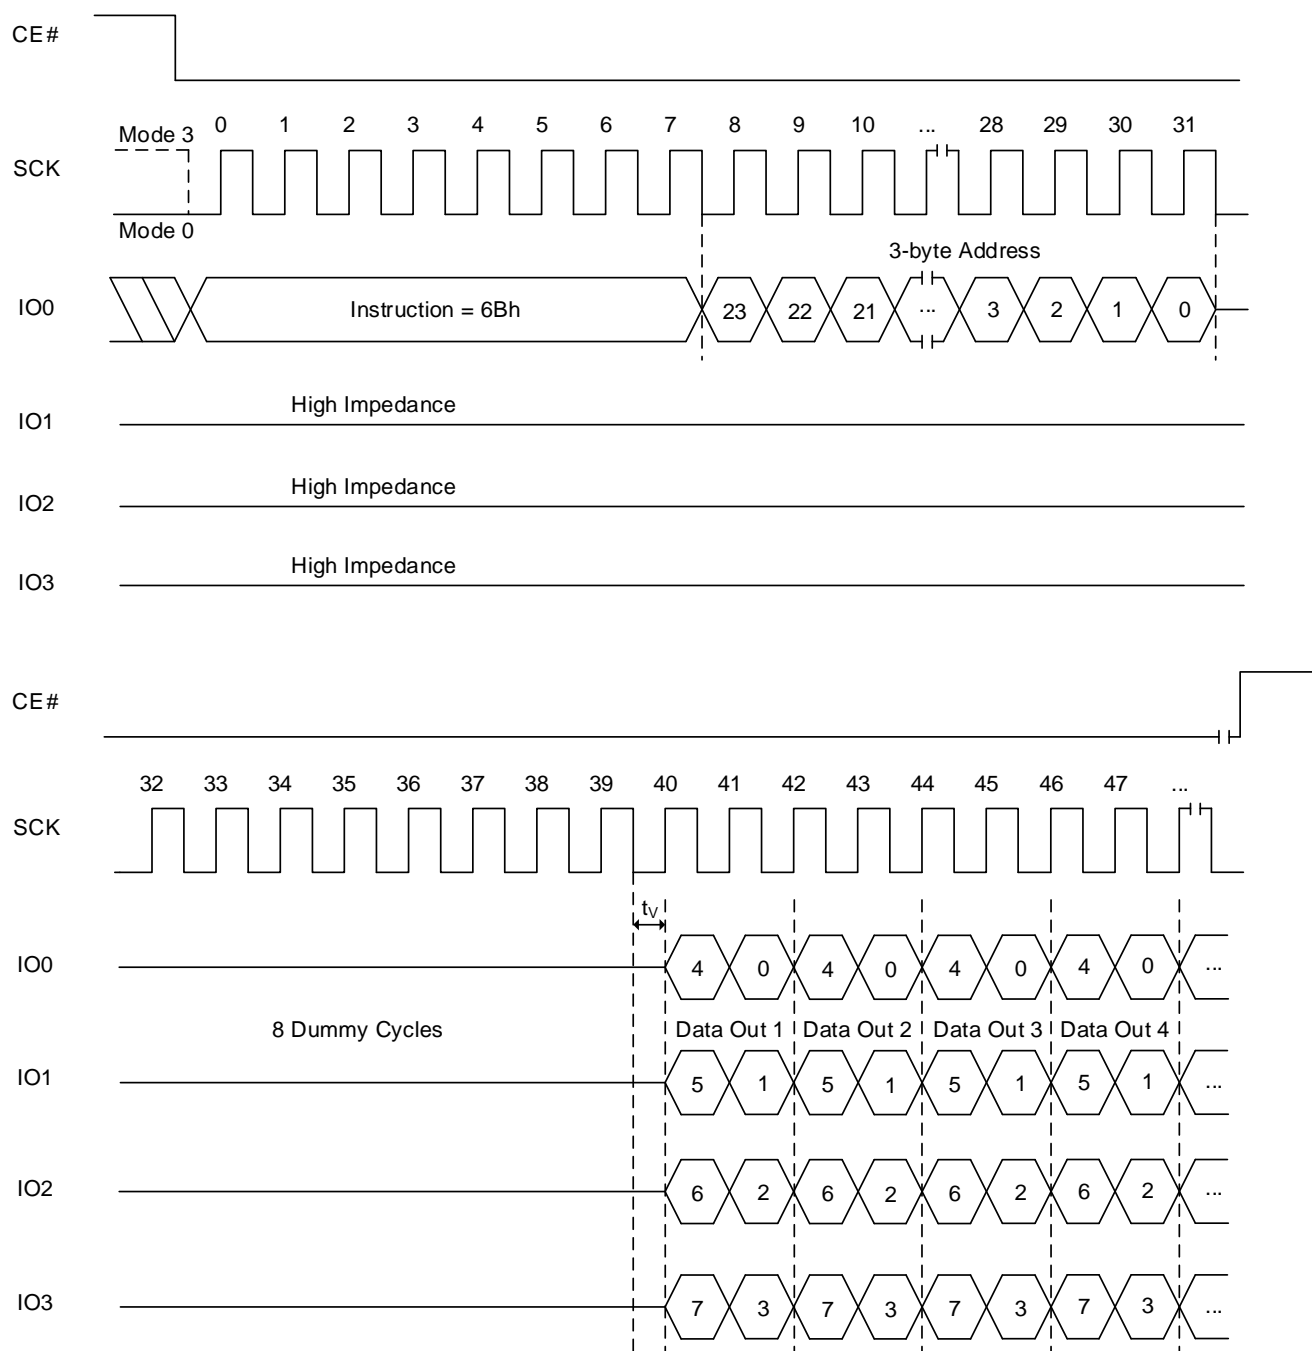 CE#
Mode 3 0 1 2 3 4 5 6 7 8 9 10 ... 28 29 30 31
SCK
Mode 0
3-byte Address
IO0 Instruction = 6Bh 23 22 21 ... 3 2 1 0
High Impedance
IO1
High Impedance
IO2
High Impedance
IO3
CE#
32 33 34 35 36 37 38 39 40 41 42 43 44 45 46 47 ...
SCK
tV
IO0 4 0 4 0 4 0 4 0 ...
8 Dummy Cycles Data Out 1 Data Out 2 Data Out 3 Data Out 4
IO1 5 1 5 1 5 1 5 1 ...
IO2 6 2 6 2 6 2 6 2 ...
IO3 7 3 7 3 7 3 7 3 ...